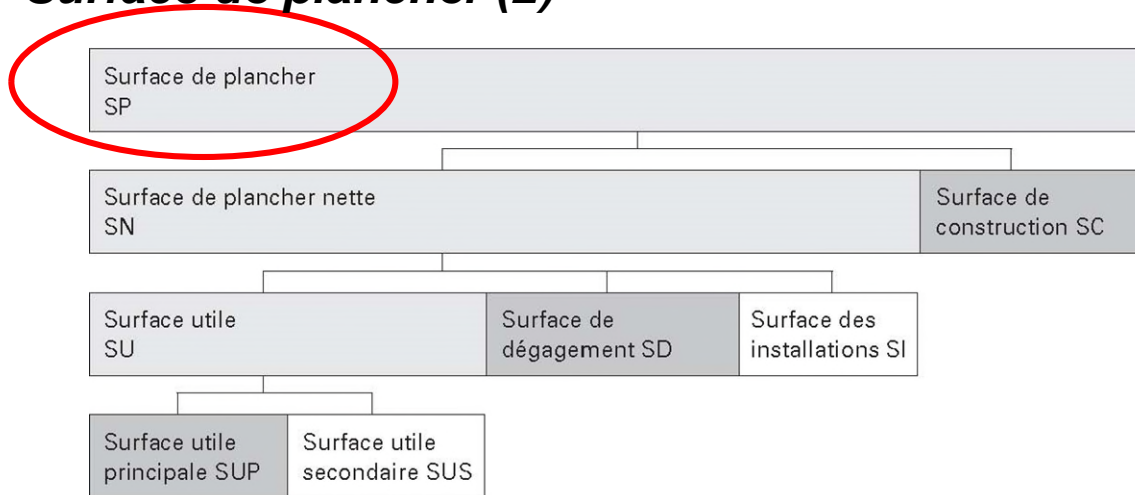 Surface de plancher (2)
Surface de plancher
SP
Surface de plancher nette
SN
Surface de
construction SC
Surface utile
SU
Surface de
dégagement SD
Surface des
installations SI
Surface utile
principale SUP
Surface utile
secondaire SUS